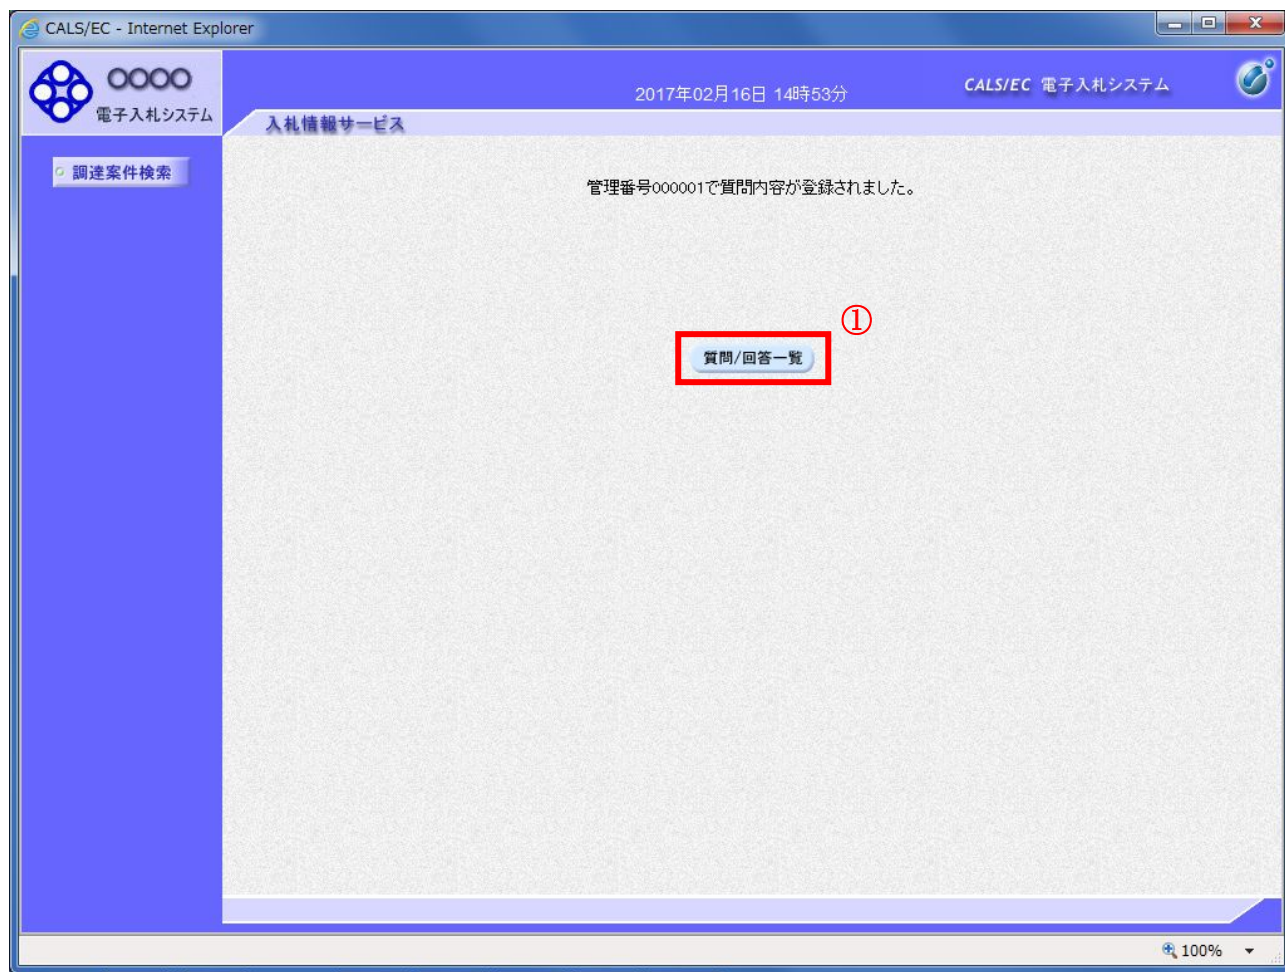 CALS/EC - Internet Explorer
○○○○
電子入札システム
2017年02月16日 14時53分
CALS/EC 電子入札システム
入札情報サービス
調達案件検索
管理番号000001で質問内容が登録されました。
①
質問/回答一覧
100%